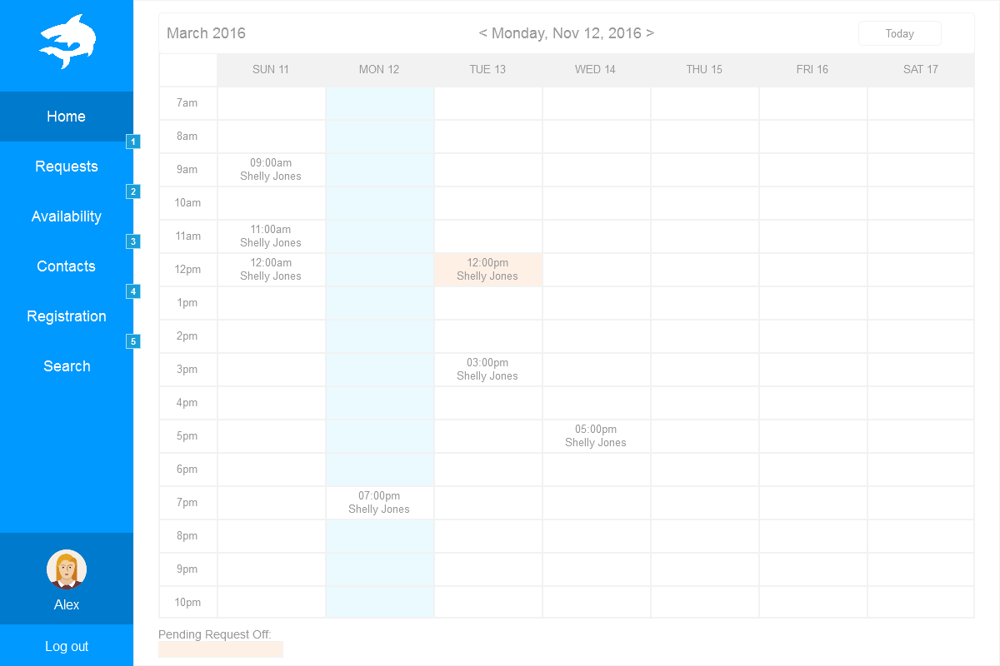 Home
1
Requests
2
Availability
3
Contacts
4
Registration
5
Search
Alex
Log out
March 2016
< Monday, Nov 12, 2016 >
Today
SUN 11 MON 12 TUE 13 WED 14 THU 15 FRI 16 SAT 17
7am
8am
9am
09:00am
Shelly Jones
10am
11am
11:00am
Shelly Jones
12pm
12:00am
Shelly Jones
12:00pm
Shelly Jones
1pm
2pm
3pm
03:00pm
Shelly Jones
4pm
5pm
05:00pm
Shelly Jones
6pm
7pm
07:00pm
Shelly Jones
8pm
9pm
10pm
Pending Request Off: